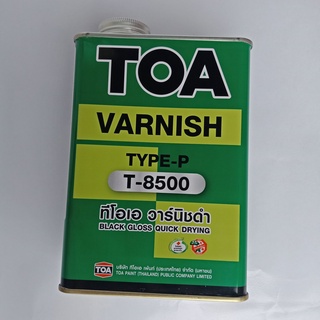 TOA
VARNISH
TYPE-P
T-8500
ทีโอเอ วาร์นิชดำ
BLACK GLOSS QUICK DRYING
TOA
บริษัท ทีโอเอ เพ้นท์ (ประเทศไทย) จำกัด (มหาชน)
TOA PAINT (THAILAND) PUBLIC COMPANY LIMITED